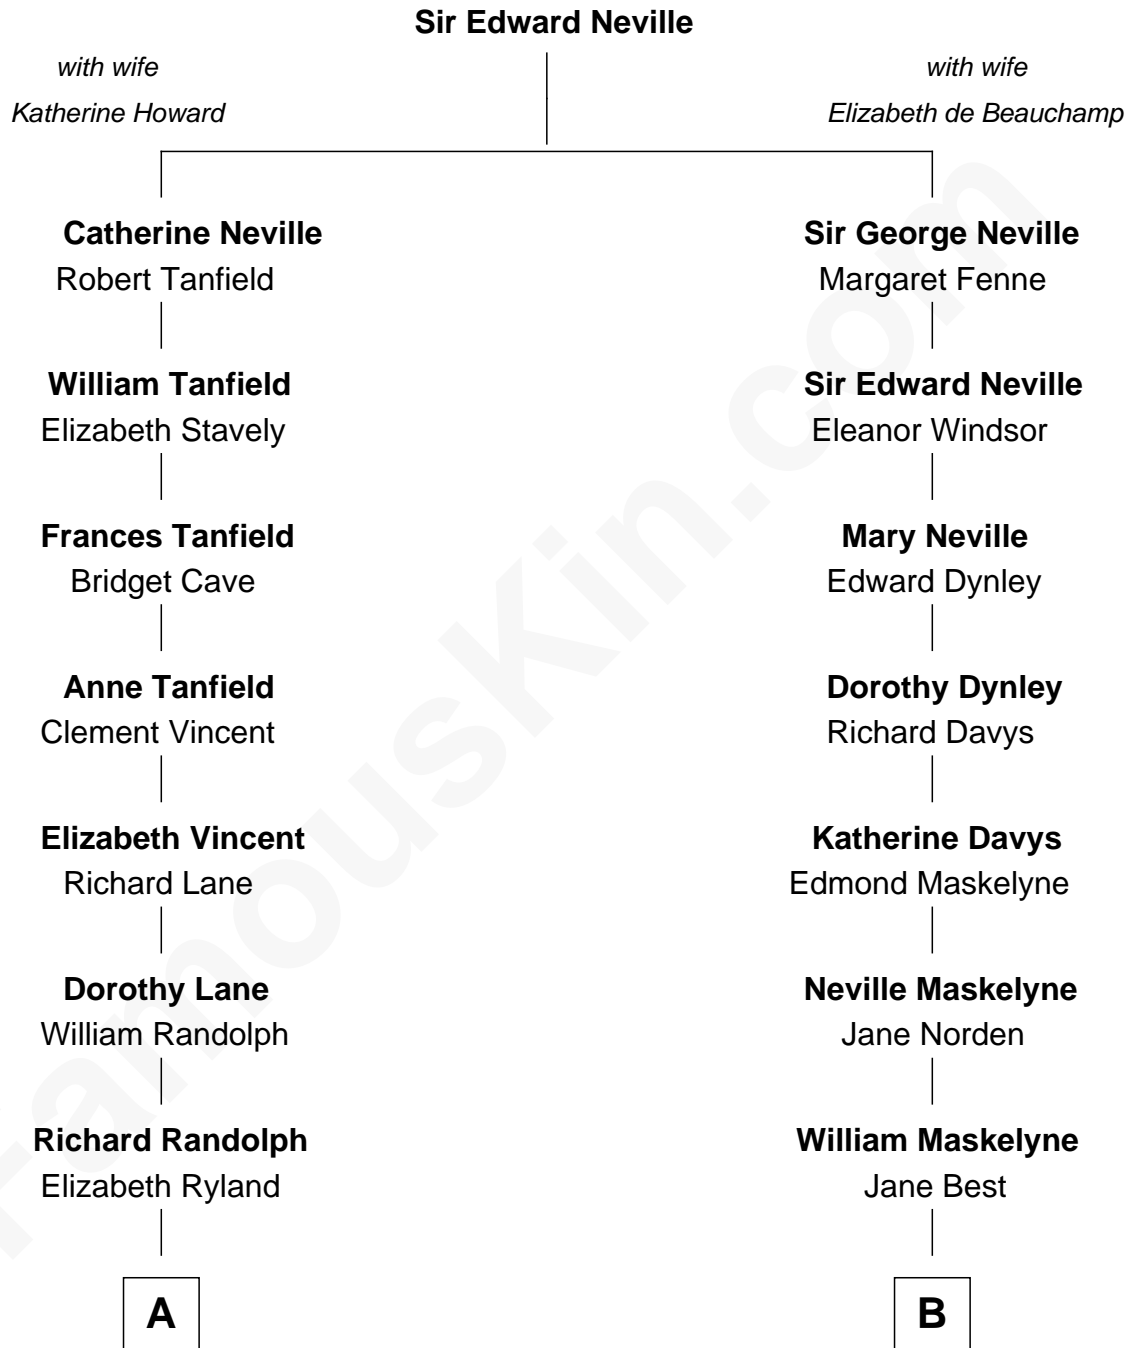 Sir Edward Neville
with wife
Katherine Howard
with wife
Elizabeth de Beauchamp
Catherine Neville
Robert Tanfield
Sir George Neville
Margaret Fenne
William Tanfield
Elizabeth Stavely
Sir Edward Neville
Eleanor Windsor
Frances Tanfield
Bridget Cave
Mary Neville
Edward Dynley
Anne Tanfield
Clement Vincent
Dorothy Dynley
Richard Davys
Elizabeth Vincent
Richard Lane
Katherine Davys
Edmond Maskelyne
Dorothy Lane
William Randolph
Neville Maskelyne
Jane Norden
Richard Randolph
Elizabeth Ryland
William Maskelyne
Jane Best
A
B
FamousKin.com